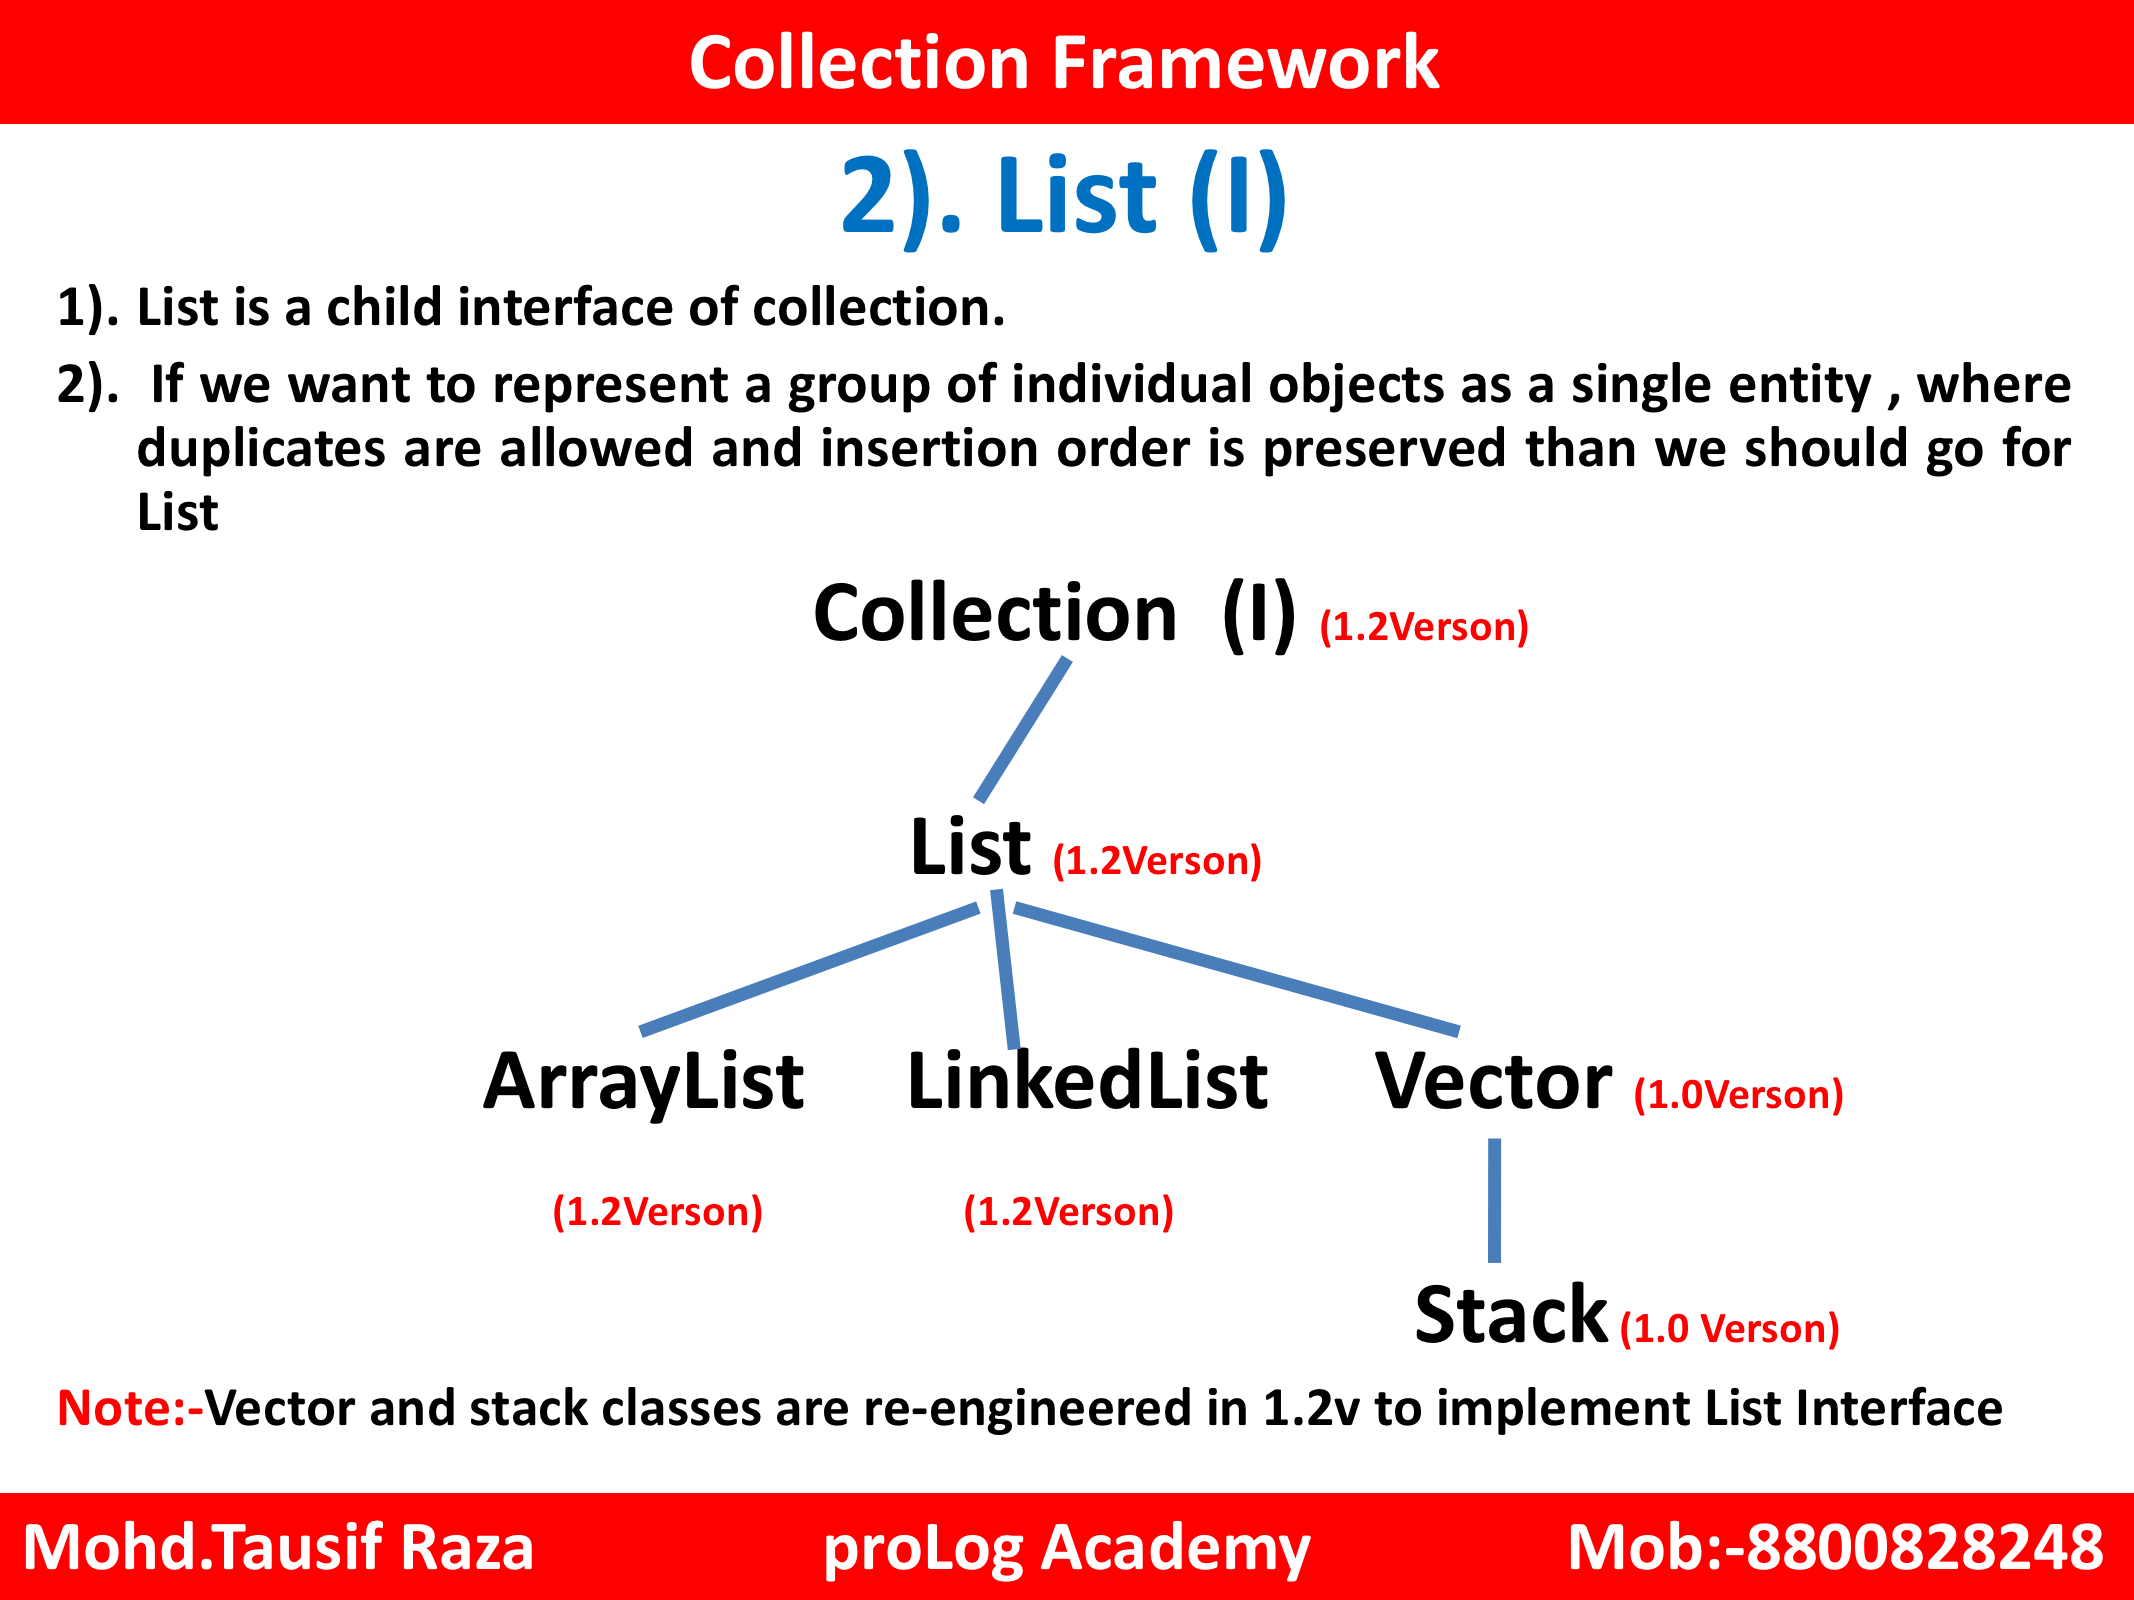 Collection Framework
2). List (I)
1). List is a child interface of collection.
2). If we want to represent a group of individual objects as a single entity , where
duplicates are allowed and insertion order is preserved than we should go for
List
Collection (I) (1.2Verson)
List (1.2Verson)
ArrayList LinkedList Vector (1.0Verson)
(1.2Verson) (1.2Verson)
Stack (1.0 Verson)
Note:-Vector and stack classes are re-engineered in 1.2v to implement List Interface
Mohd.Tausif Raza proLog Academy Mob:-8800828248